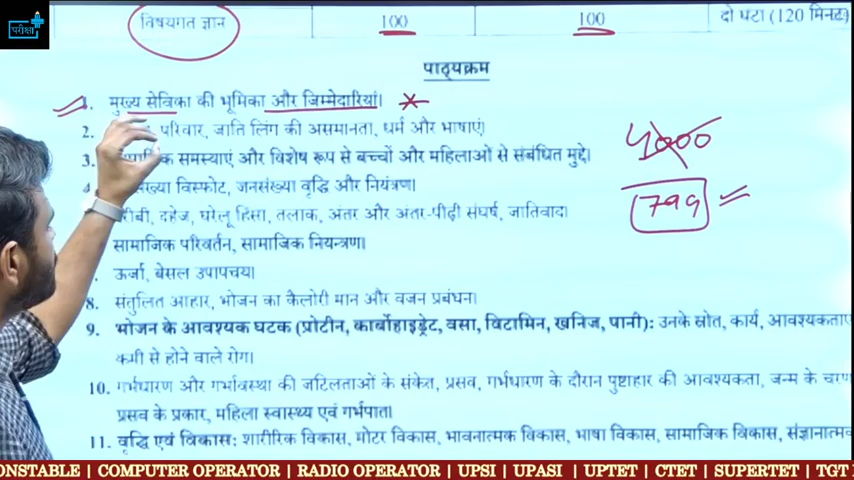 परीक्षा
विषयगत ज्ञान 100 100 दो घंटा (120 मिनट)
पाठ्यक्रम
1. मुख्य सेविका की भूमिका और जिम्मेदारियां।
2. परिवार, जाति लिंग की असमानता, धर्म और भाषाएं
3. समस्याएं और विशेष रूप से बच्चों और महिलाओं से संबंधित मुद्दे।
4 विस्फोट, जनसंख्या वृद्धि और नियंत्रण।
दहेज, घरेलू हिंसा, तलाक, अंतर और अंतर-पीढ़ी संघर्ष, जातिवाद।
सामाजिक परिवर्तन, सामाजिक नियन्त्रण।
ऊर्जा, बेसल उपापचय।
8. संतुलित आहार, भोजन का कैलोरी मान और वजन प्रबंधन।
9. भोजन के आवश्यक घटक (प्रोटीन, कार्बोहाइड्रेट, वसा, विटामिन, खनिज, पानी): उनके स्रोत, कार्य, आवश्यकताए
कमी से होने वाले रोग।
10. गर्भधारण और गर्भावस्था की जटिलताओं के संकेत, प्रसव, गर्भधारण के दौरान पुष्टाहार की आवश्यकता, जन्म के चरण
प्रसव के प्रकार, महिला स्वास्थ्य एवं गर्भपात।
11. वृद्धि एवं विकास: शारीरिक विकास, मोटर विकास, भावनात्मक विकास, भाषा विकास, सामाजिक विकास, संज्ञानात्म
799
ONSTABLE | COMPUTER OPERATOR | RADIO OPERATOR | UPSI | UPASI | UPTET | CTET | SUPERTET | TGT